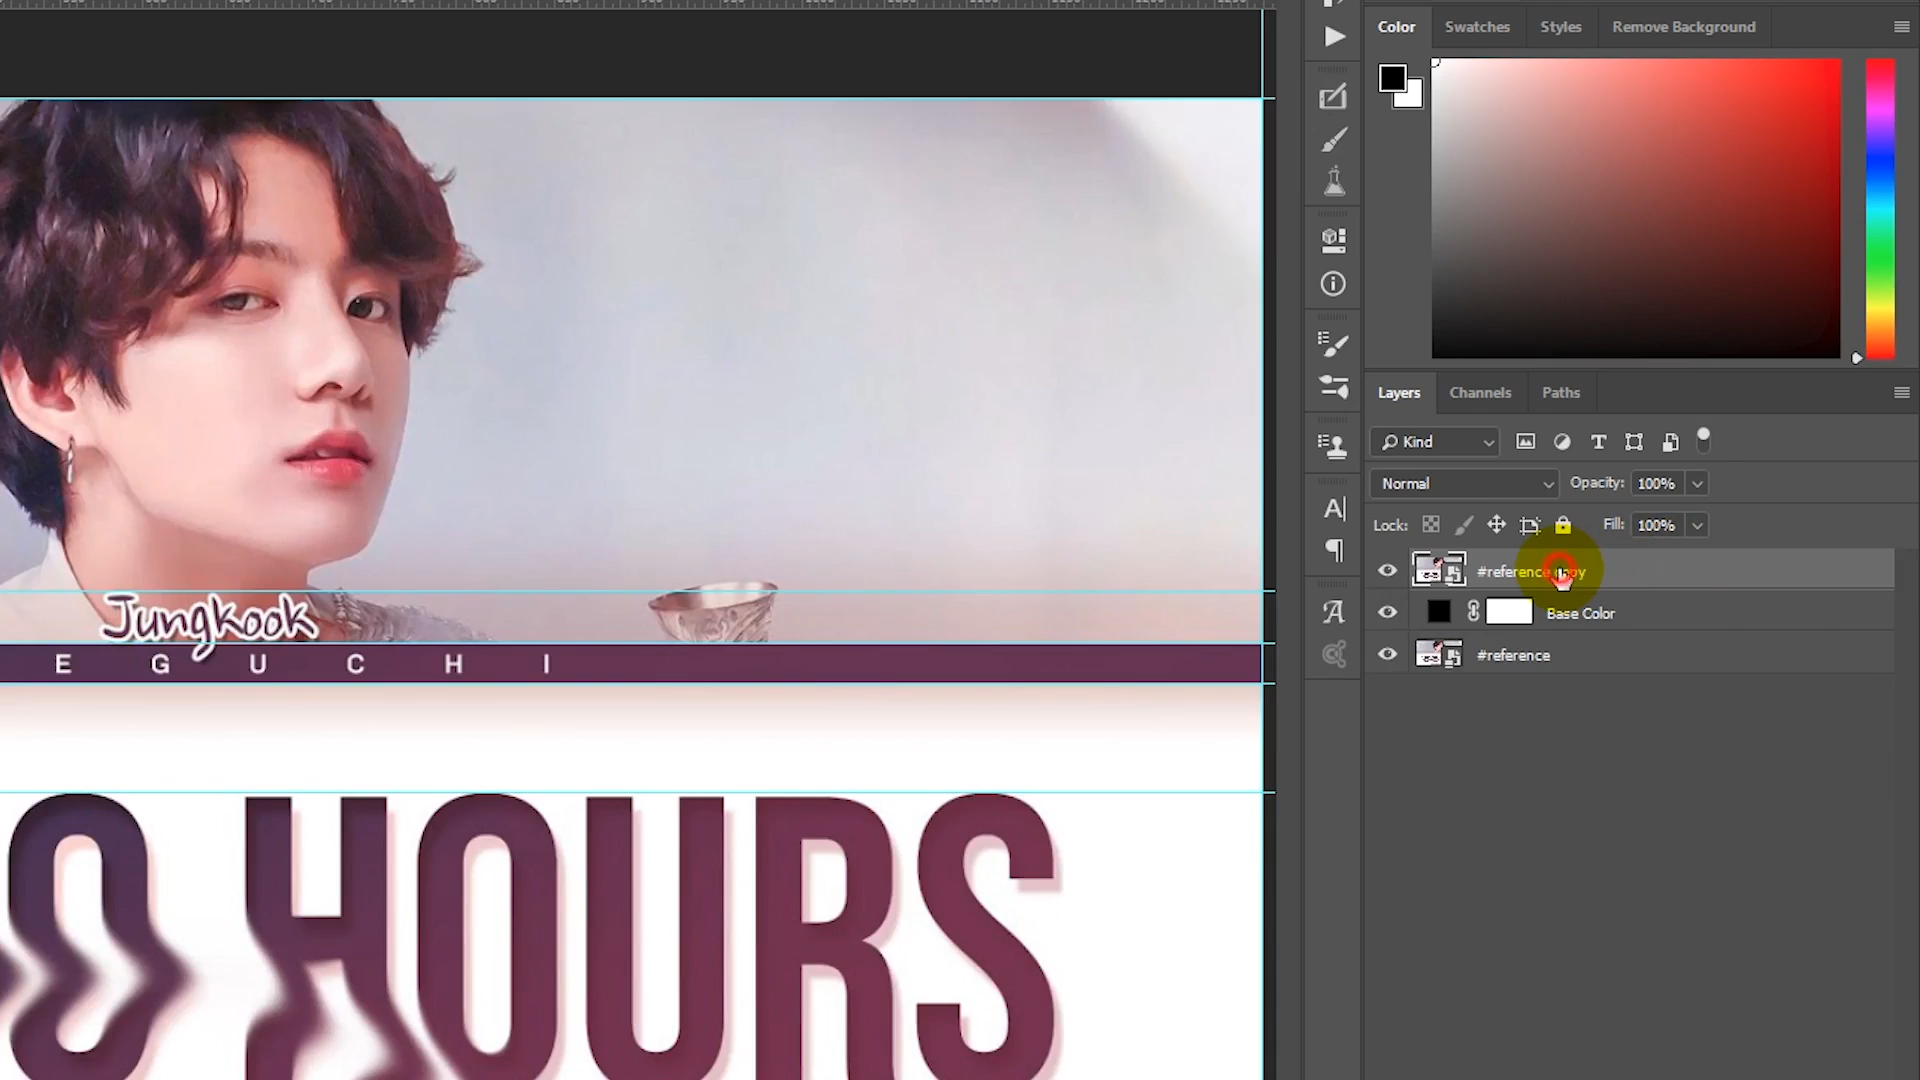 Color Swatches Styles Remove Background
Layers Channels Paths
Kind
Normal Opacity: 100%
Lock: Fill: 100%
#reference copy
Base Color
#reference
Jungkook
E G U C H I
O HOURS